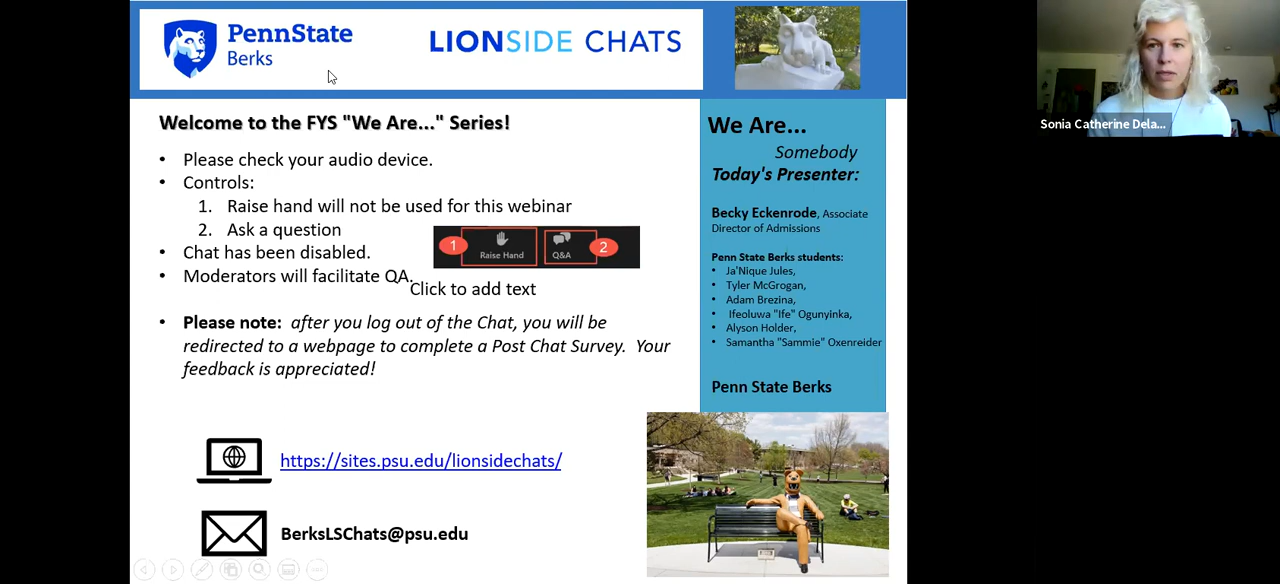 PennState
Berks
LIONSIDE CHATS
Sonia Catherine Dela...
Welcome to the FYS "We Are..." Series!
• Please check your audio device.
• Controls:
1. Raise hand will not be used for this webinar
2. Ask a question
1 Raise Hand Q&A 2
• Chat has been disabled.
• Moderators will facilitate QA.
Click to add text
• Please note: after you log out of the Chat, you will be
redirected to a webpage to complete a Post Chat Survey. Your
feedback is appreciated!
https://sites.psu.edu/lionsidechats/
BerksLSChats@psu.edu
We Are...
Somebody
Today's Presenter:
Becky Eckenrode, Associate
Director of Admissions
Penn State Berks students:
• Ja'Nique Jules,
• Tyler McGrogan,
• Adam Brezina,
• Ifeoluwa "Ife" Ogunyinka,
• Alyson Holder,
• Samantha "Sammie" Oxenreider
Penn State Berks